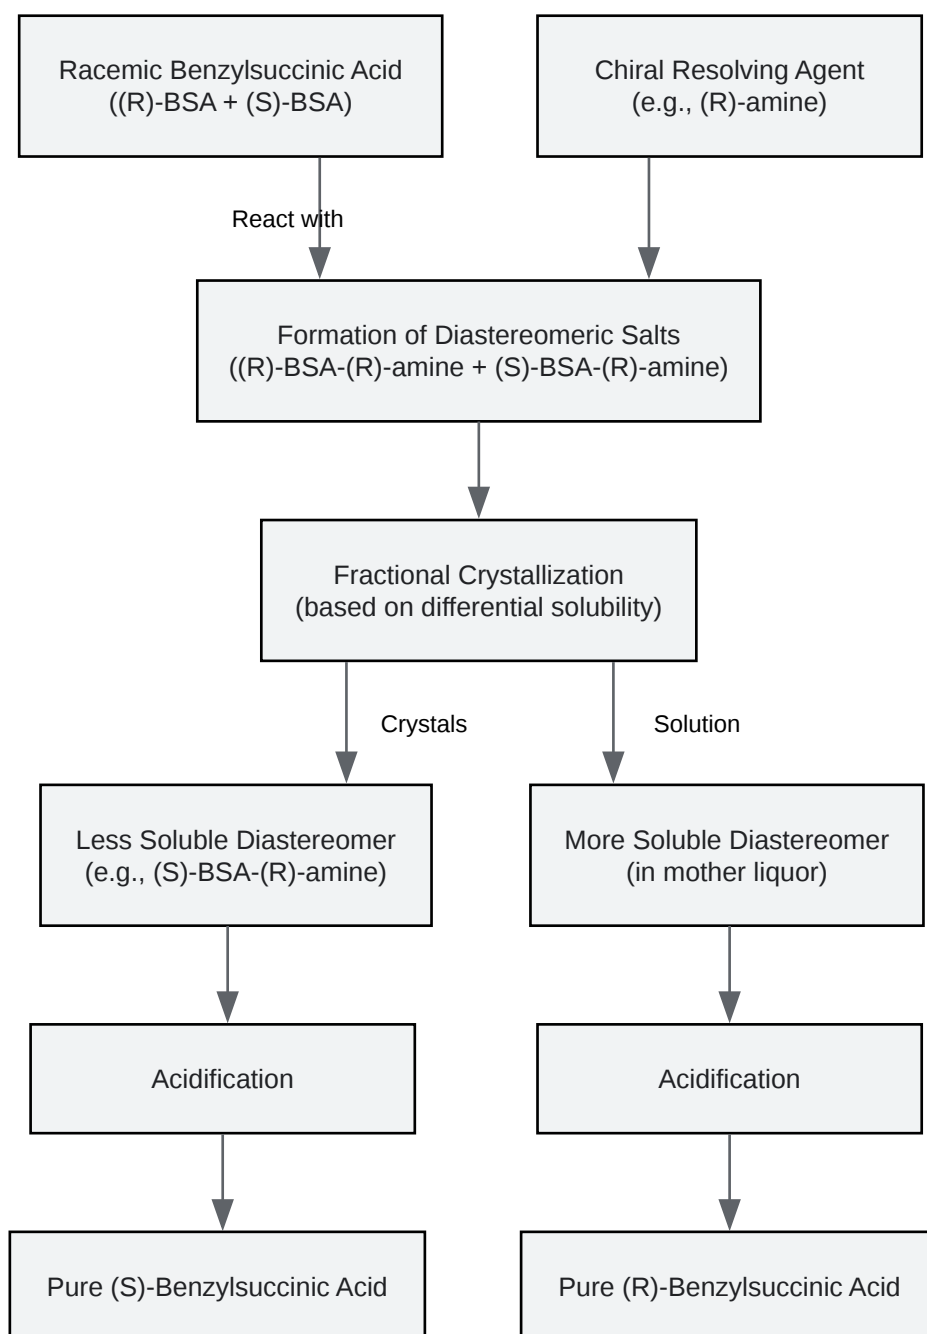 Racemic Benzylsuccinic Acid
((R)-BSA + (S)-BSA)
Chiral Resolving Agent
(e.g., (R)-amine)
React with
Formation of Diastereomeric Salts
((R)-BSA-(R)-amine + (S)-BSA-(R)-amine)
Fractional Crystallization
(based on differential solubility)
Crystals
Solution
Less Soluble Diastereomer
(e.g., (S)-BSA-(R)-amine)
More Soluble Diastereomer
(in mother liquor)
Acidification
Acidification
Pure (S)-Benzylsuccinic Acid
Pure (R)-Benzylsuccinic Acid